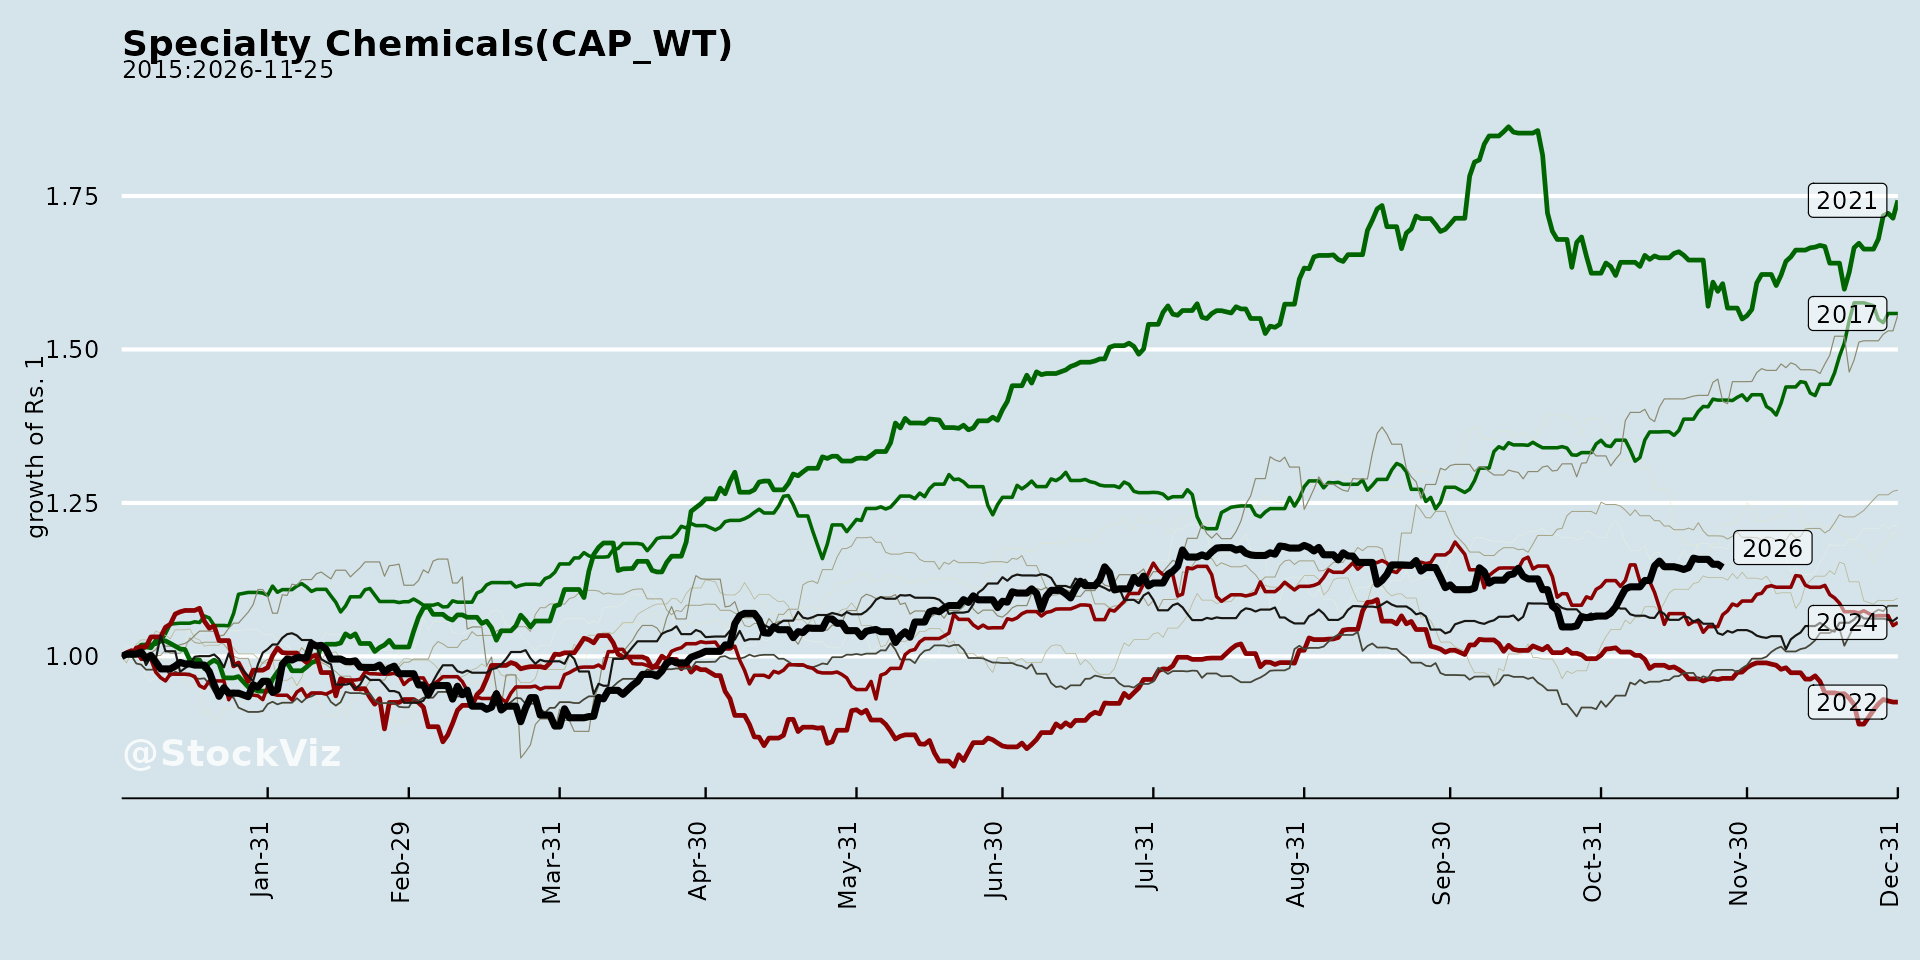 Specialty Chemicals(CAP_WT)
2015:2026-11-25
growth of Rs. 1
1.75
1.50
1.25
1.00
2021
2017
2026
2024
2022
@StockViz
Jan-31
Feb-29
Mar-31
Apr-30
May-31
Jun-30
Jul-31
Aug-31
Sep-30
Oct-31
Nov-30
Dec-31